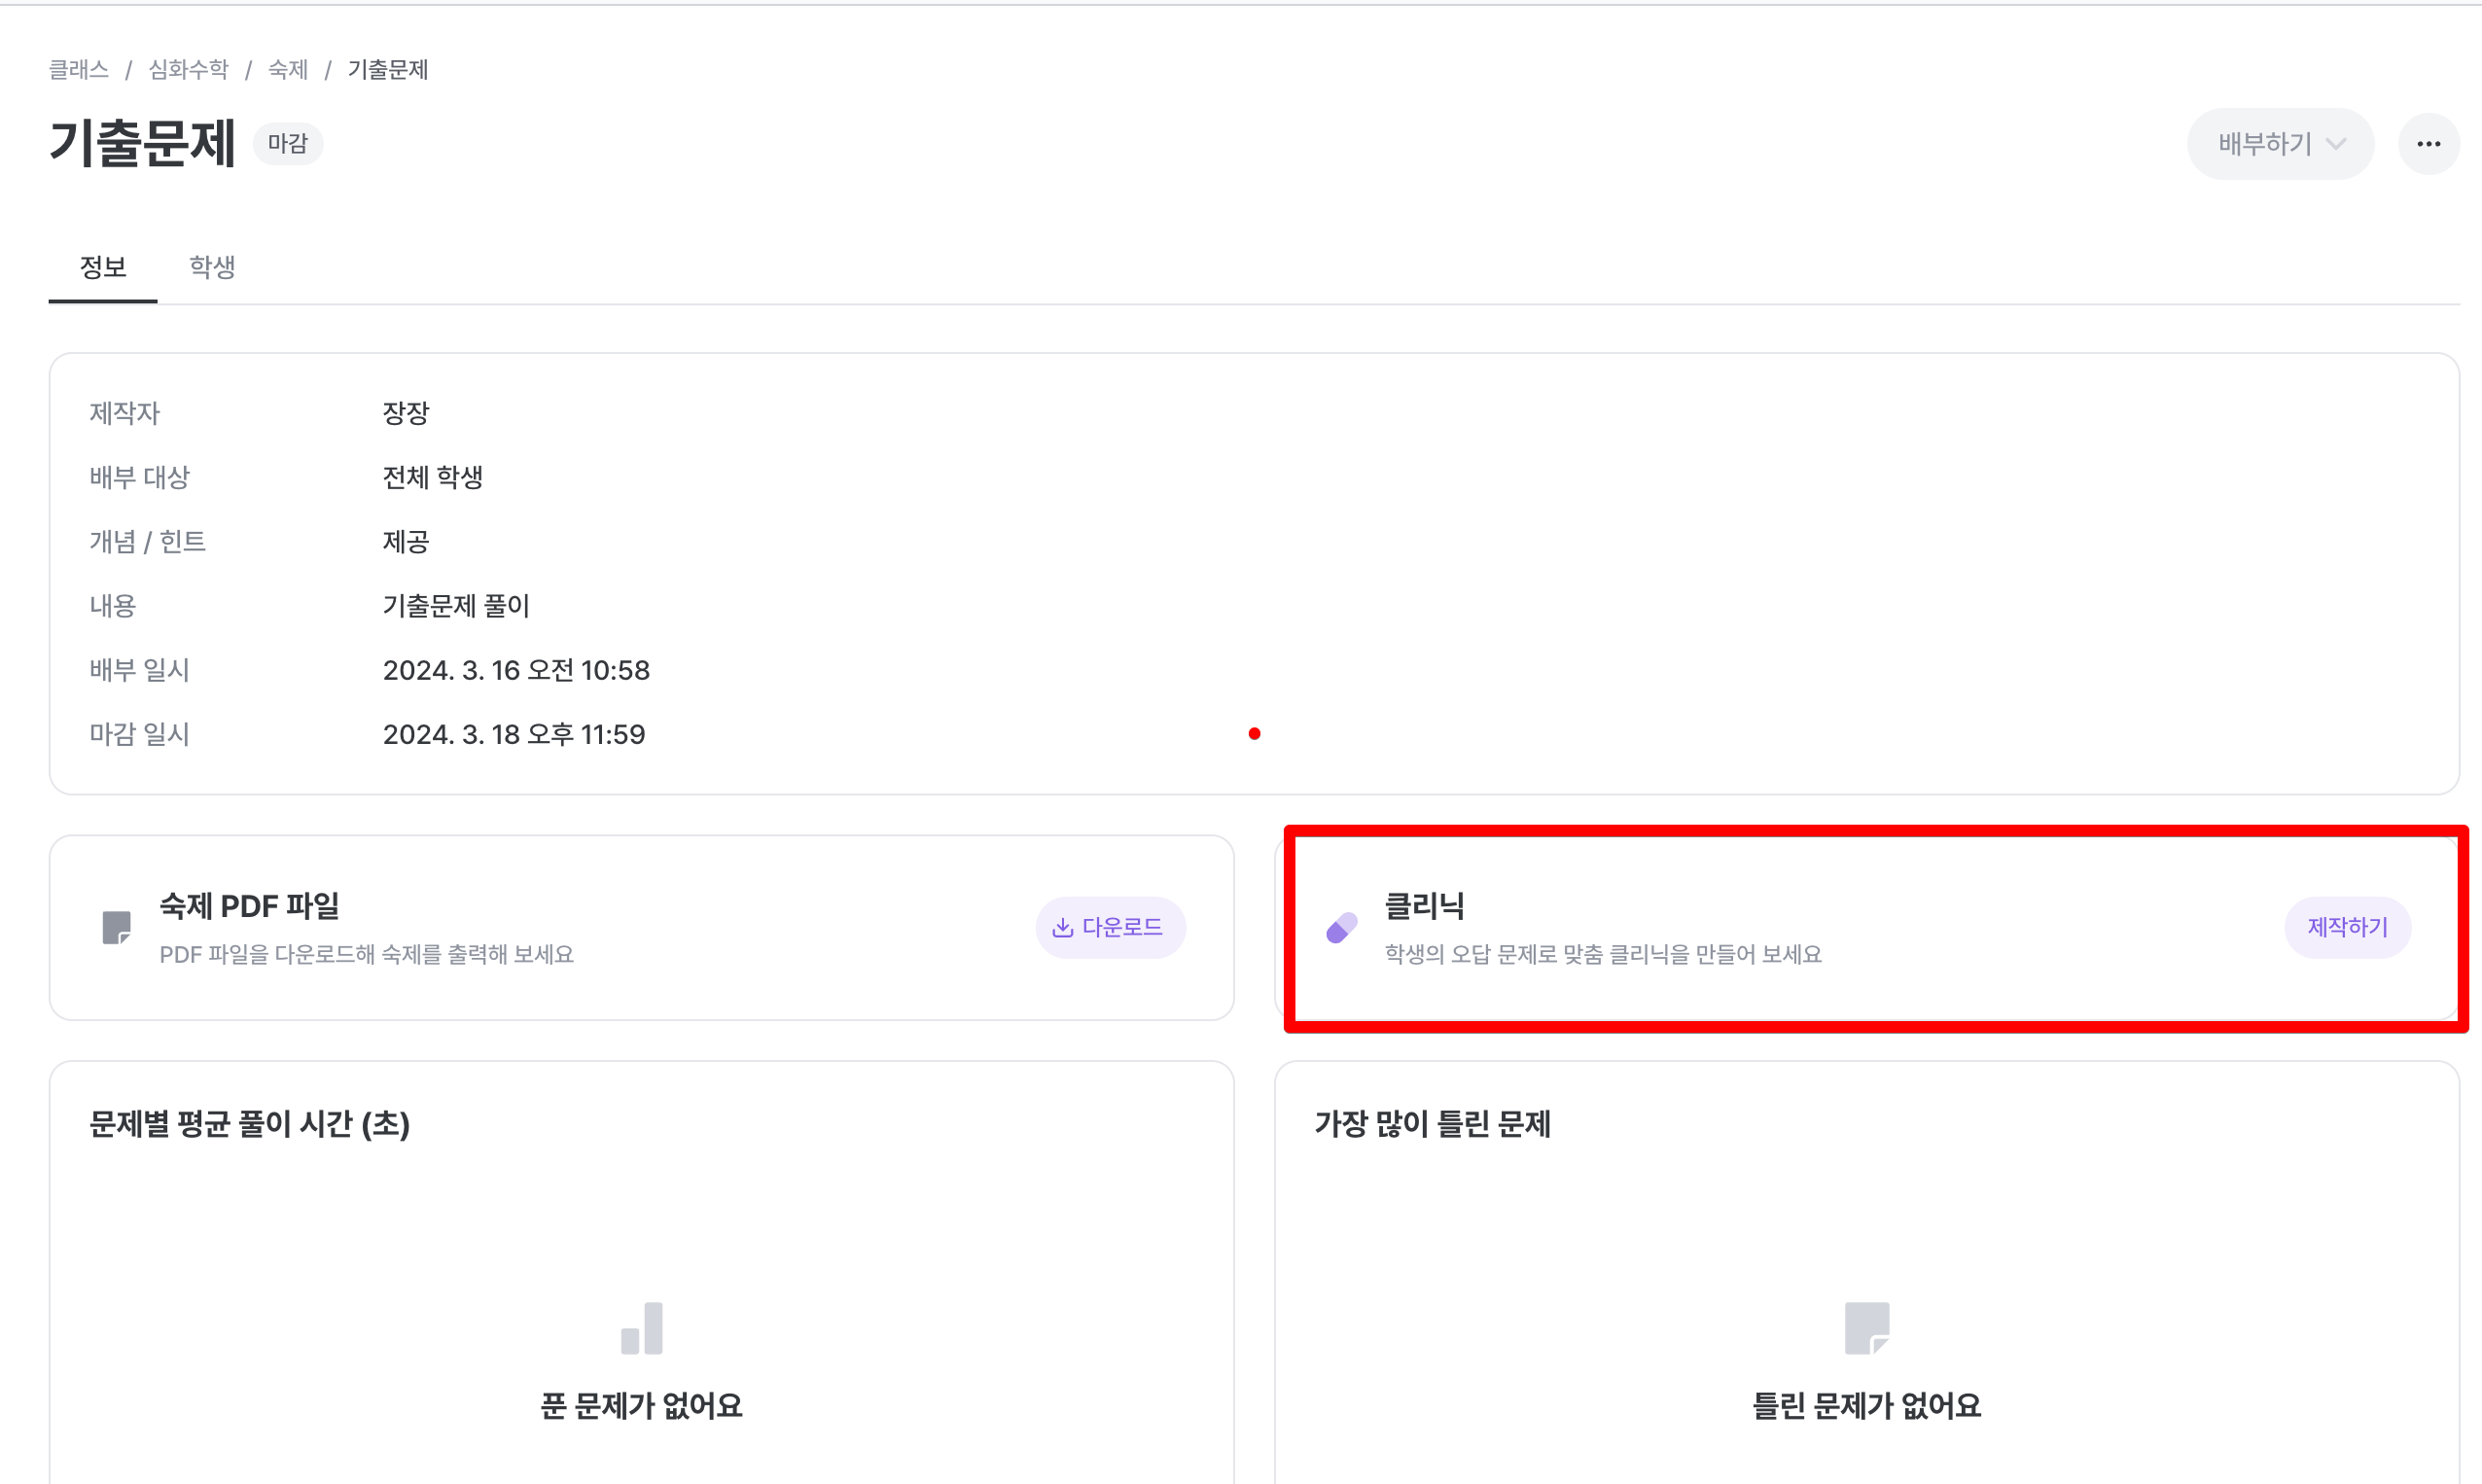 클래스 / 심화수학 / 숙제 / 기출문제
기출문제 마감
배부하기
정보 학생
제작자 장장
배부 대상 전체 학생
개념 / 힌트 제공
내용 기출문제 풀이
배부 일시 2024. 3. 16 오전 10:58
마감 일시 2024. 3. 18 오후 11:59
숙제 PDF 파일
PDF 파일을 다운로드해 숙제를 출력해 보세요
다운로드
클리닉
학생의 오답 문제로 맞춤 클리닉을 만들어 보세요
제작하기
문제별 평균 풀이 시간 (초)
푼 문제가 없어요
가장 많이 틀린 문제
틀린 문제가 없어요